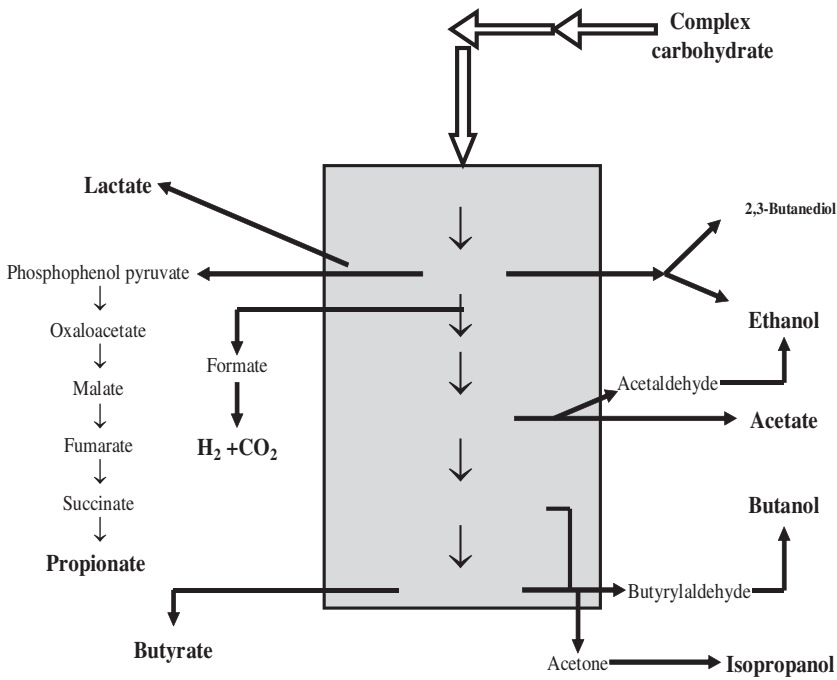 Complex
carbohydrate
Lactate
2,3-Butanediol
Phosphophenol pyruvate
Oxaloacetate
Ethanol
Formate
Acetaldehyde
Malate
Acetate
Fumarate
H₂ +CO₂
Succinate
Butanol
Propionate
Butyrylaldehyde
Butyrate
Acetone
Isopropanol